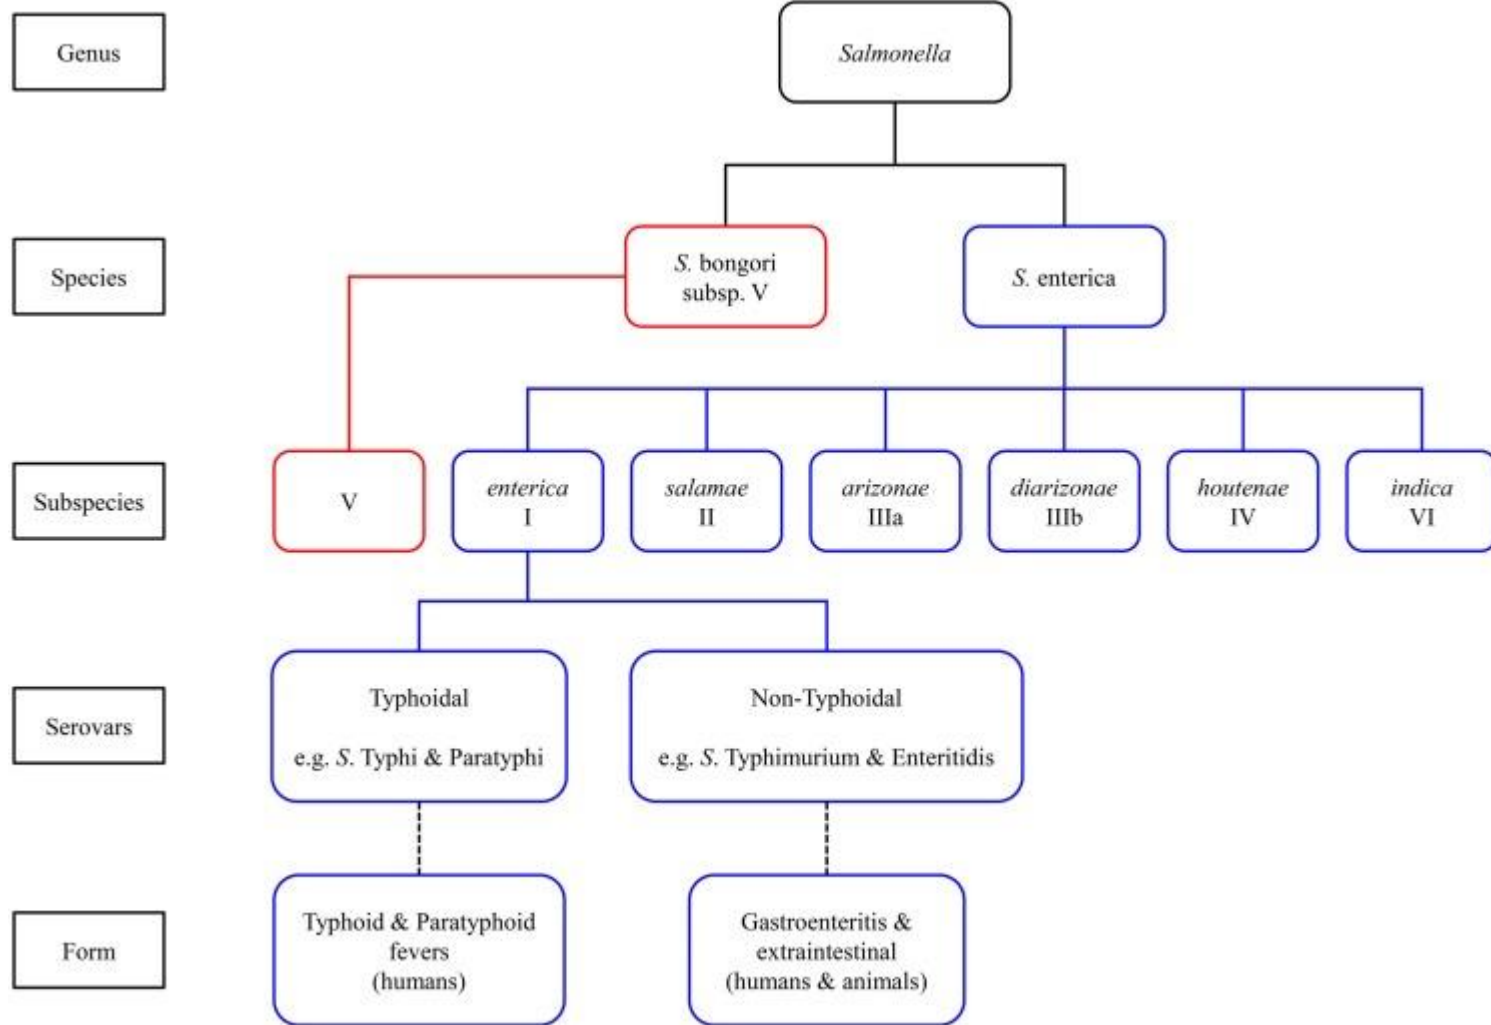 Genus
Salmonella
Species
S. bongori
subsp. V
S. enterica
Subspecies
V
enterica
I
salamae
II
arizonae
IIIa
diarizonae
IIIb
houtenae
IV
indica
VI
Serovars
Typhoidal
e.g. S. Typhi & Paratyphi
Non-Typhoidal
e.g. S. Typhimurium & Enteritidis
Form
Typhoid & Paratyphoid
fevers
(humans)
Gastroenteritis &
extraintestinal
(humans & animals)